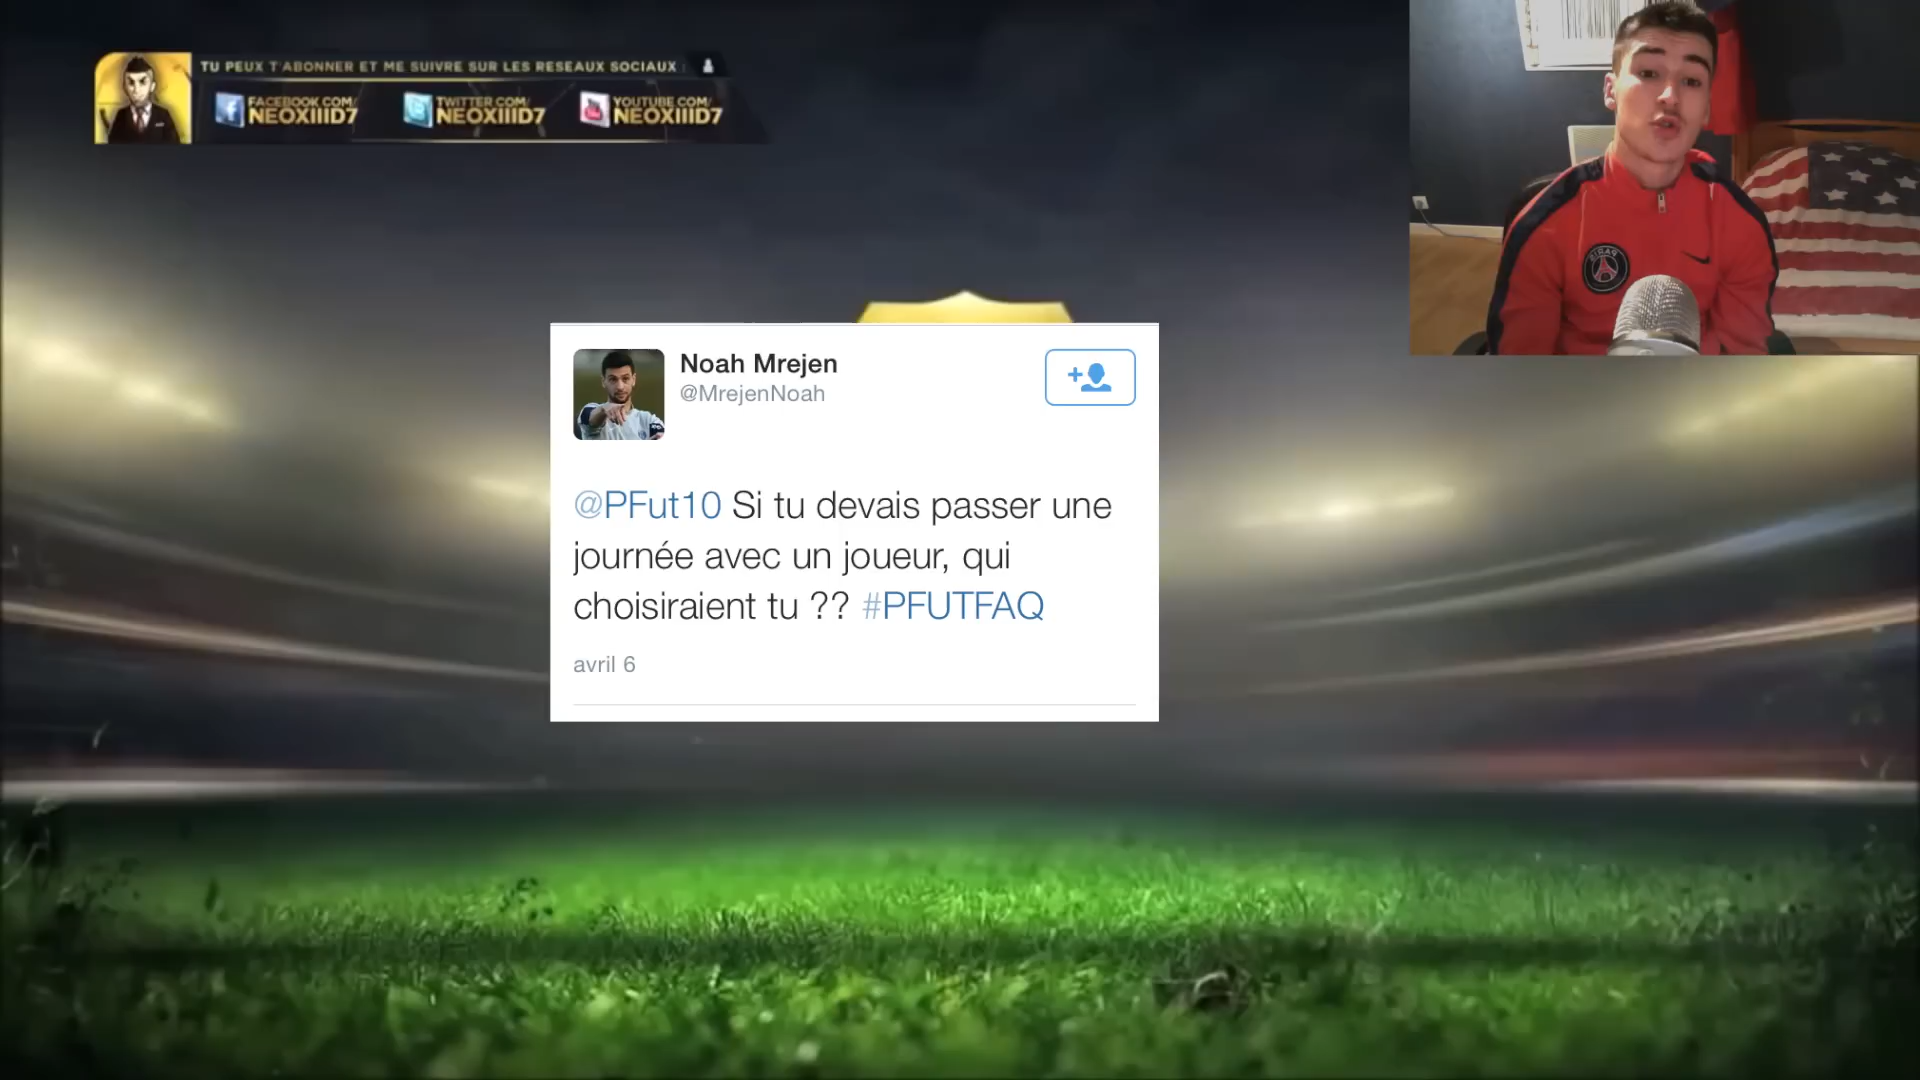 TU PEUX T'ABONNER ET ME SUIVRE SUR LES RESEAUX SOCIAUX :
FACEBOOK.COM/
NEOXIIID7
TWITTER.COM/
NEOXIIID7
YOUTUBE.COM/
NEOXIIID7
Noah Mrejen
@MrejenNoah
@PFut10 Si tu devais passer une
journée avec un joueur, qui
choisiraient tu ?? #PFUTFAQ
avril 6
PARIS